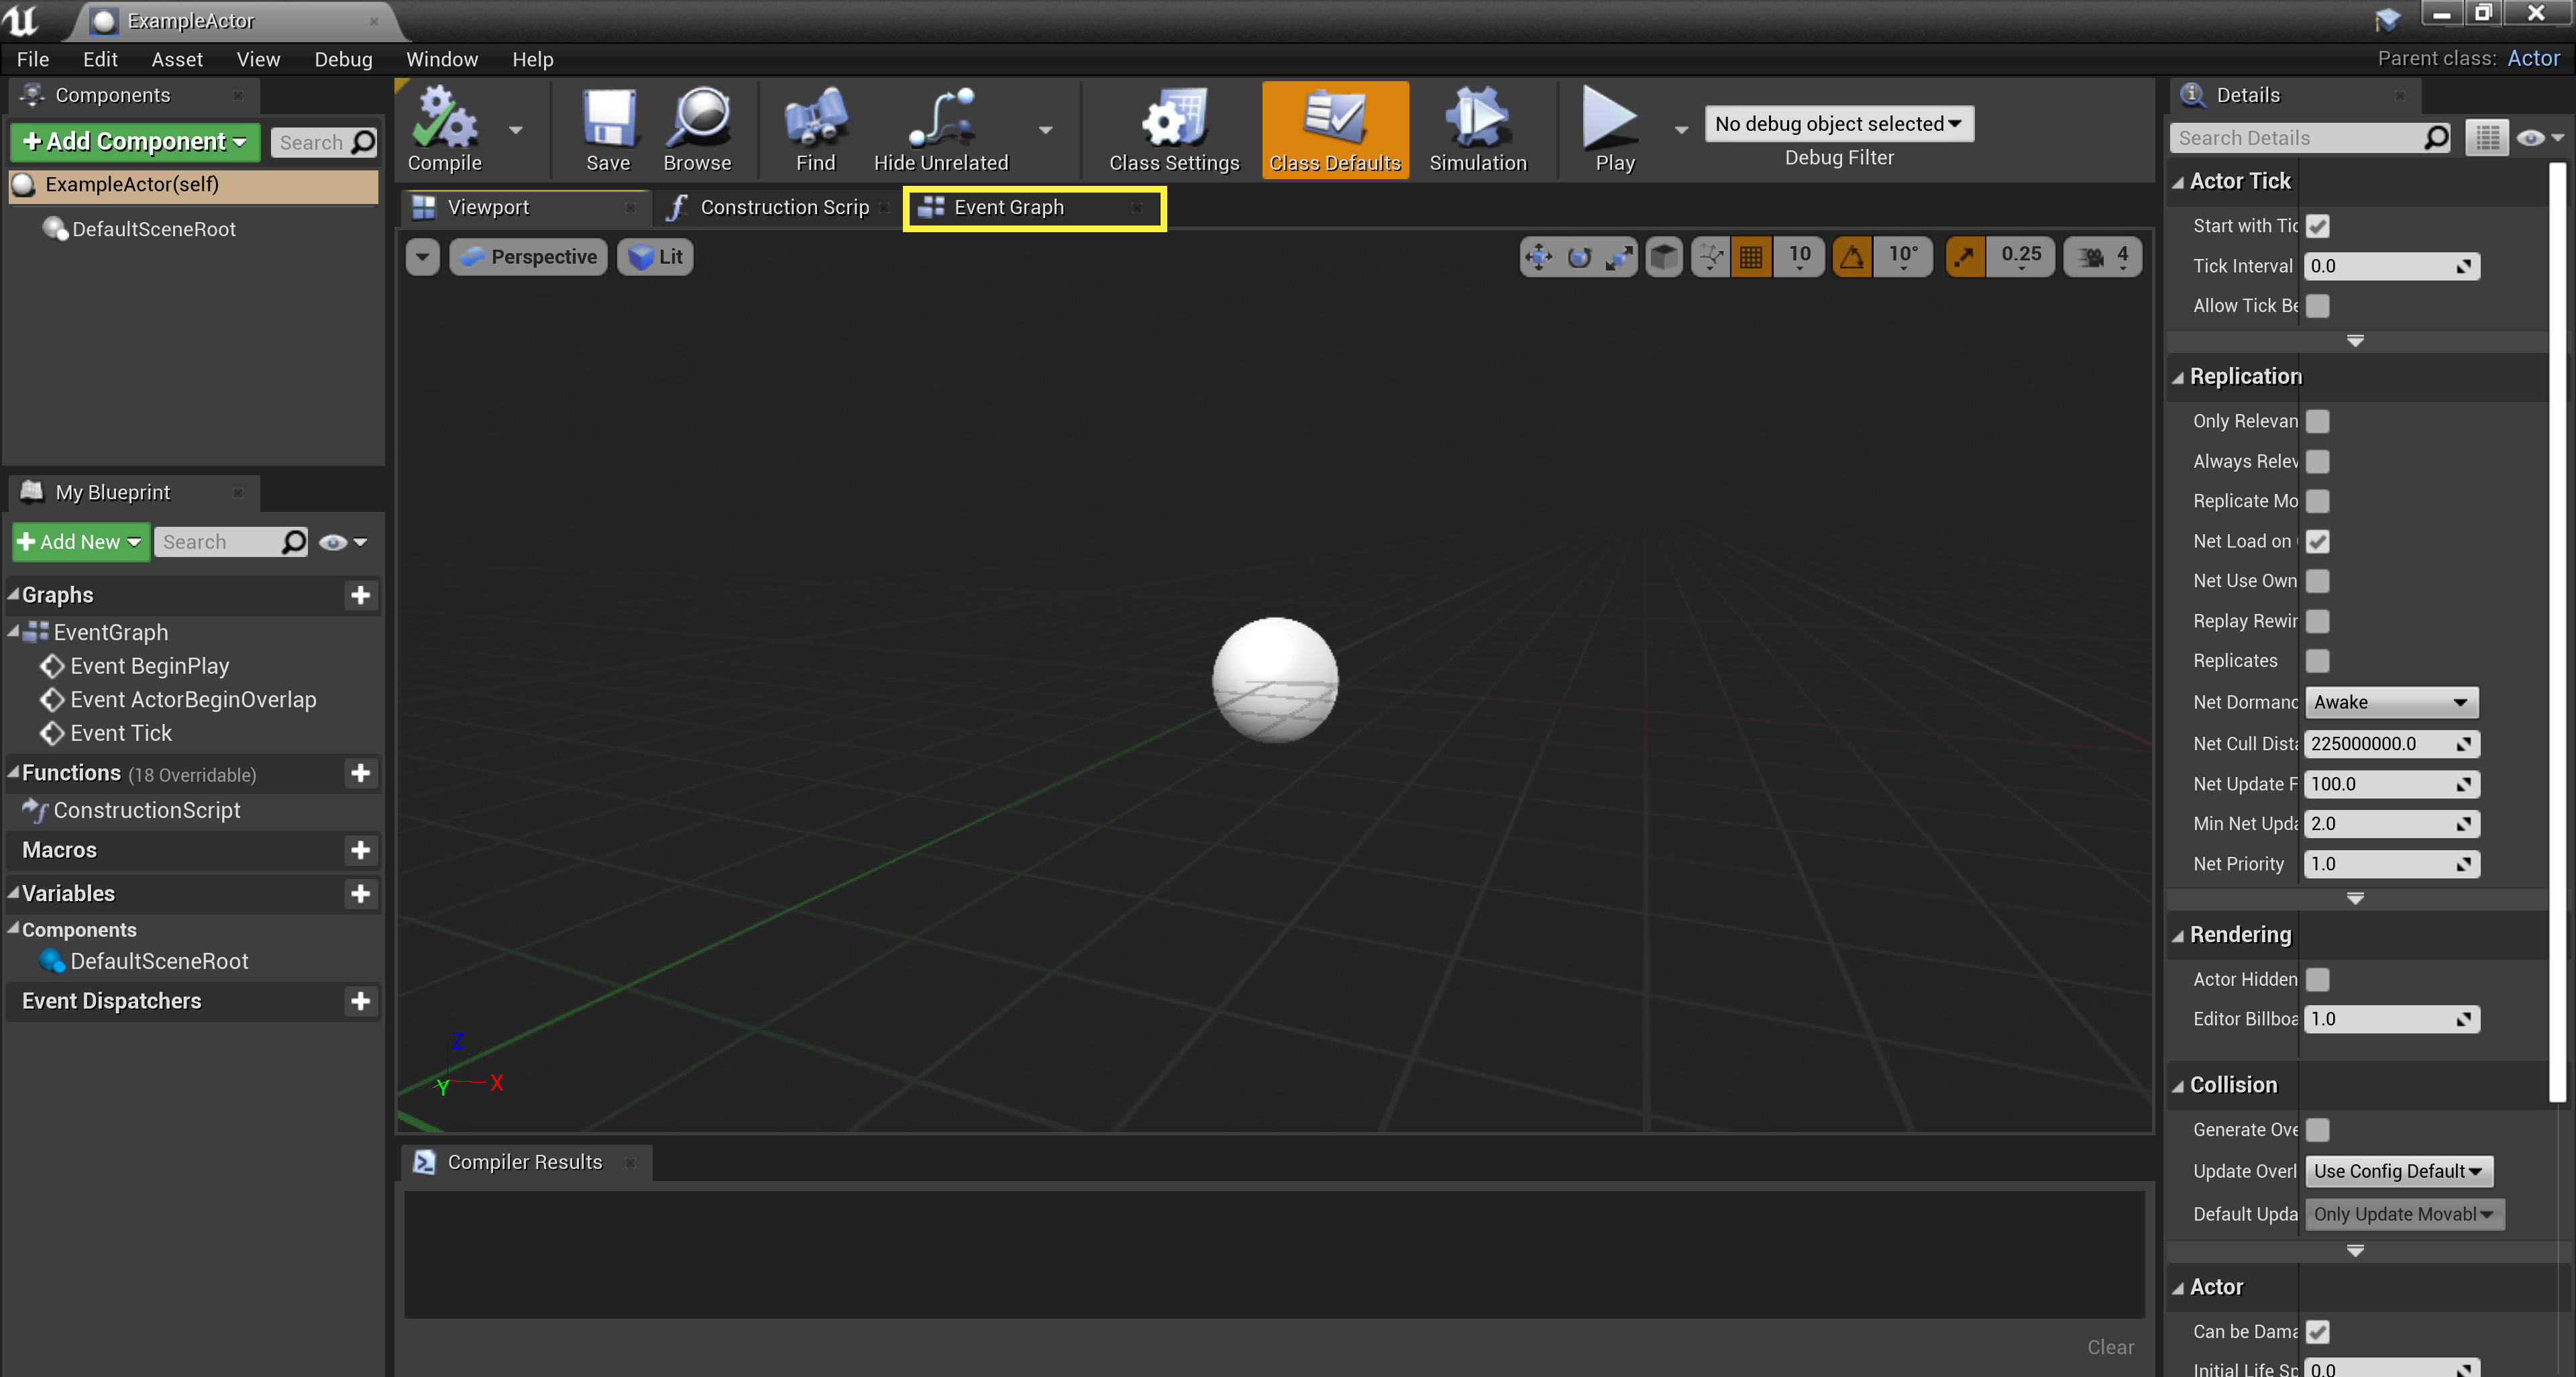 ExampleActor
File Edit Asset View Debug Window Help
Parent class: Actor
Components
Add Component
Search
ExampleActor(self)
DefaultSceneRoot
My Blueprint
Add New
Search
Graphs
EventGraph
Event BeginPlay
Event ActorBeginOverlap
Event Tick
Functions (18 Overridable)
ConstructionScript
Macros
Variables
Components
DefaultSceneRoot
Event Dispatchers
Compile
Save
Browse
Find
Hide Unrelated
Class Settings
Class Defaults
Simulation
Play
No debug object selected
Debug Filter
Viewport
Construction Scrip
Event Graph
Perspective
Lit
10
10°
0.25
4
Z
Y
X
Compiler Results
Clear
Details
Search Details
Actor Tick
Start with Tic
Tick Interval 0.0
Allow Tick Be
Replication
Only Relevan
Always Relev
Replicate Mo
Net Load on
Net Use Own
Replay Rewin
Replicates
Net Dormanc Awake
Net Cull Dista 225000000.0
Net Update F 100.0
Min Net Upda 2.0
Net Priority 1.0
Rendering
Actor Hidden
Editor Billboa 1.0
Collision
Generate Ove
Update Overl Use Config Default
Default Upda Only Update Movabl
Actor
Can be Dama
Initial Life Sp 0.0